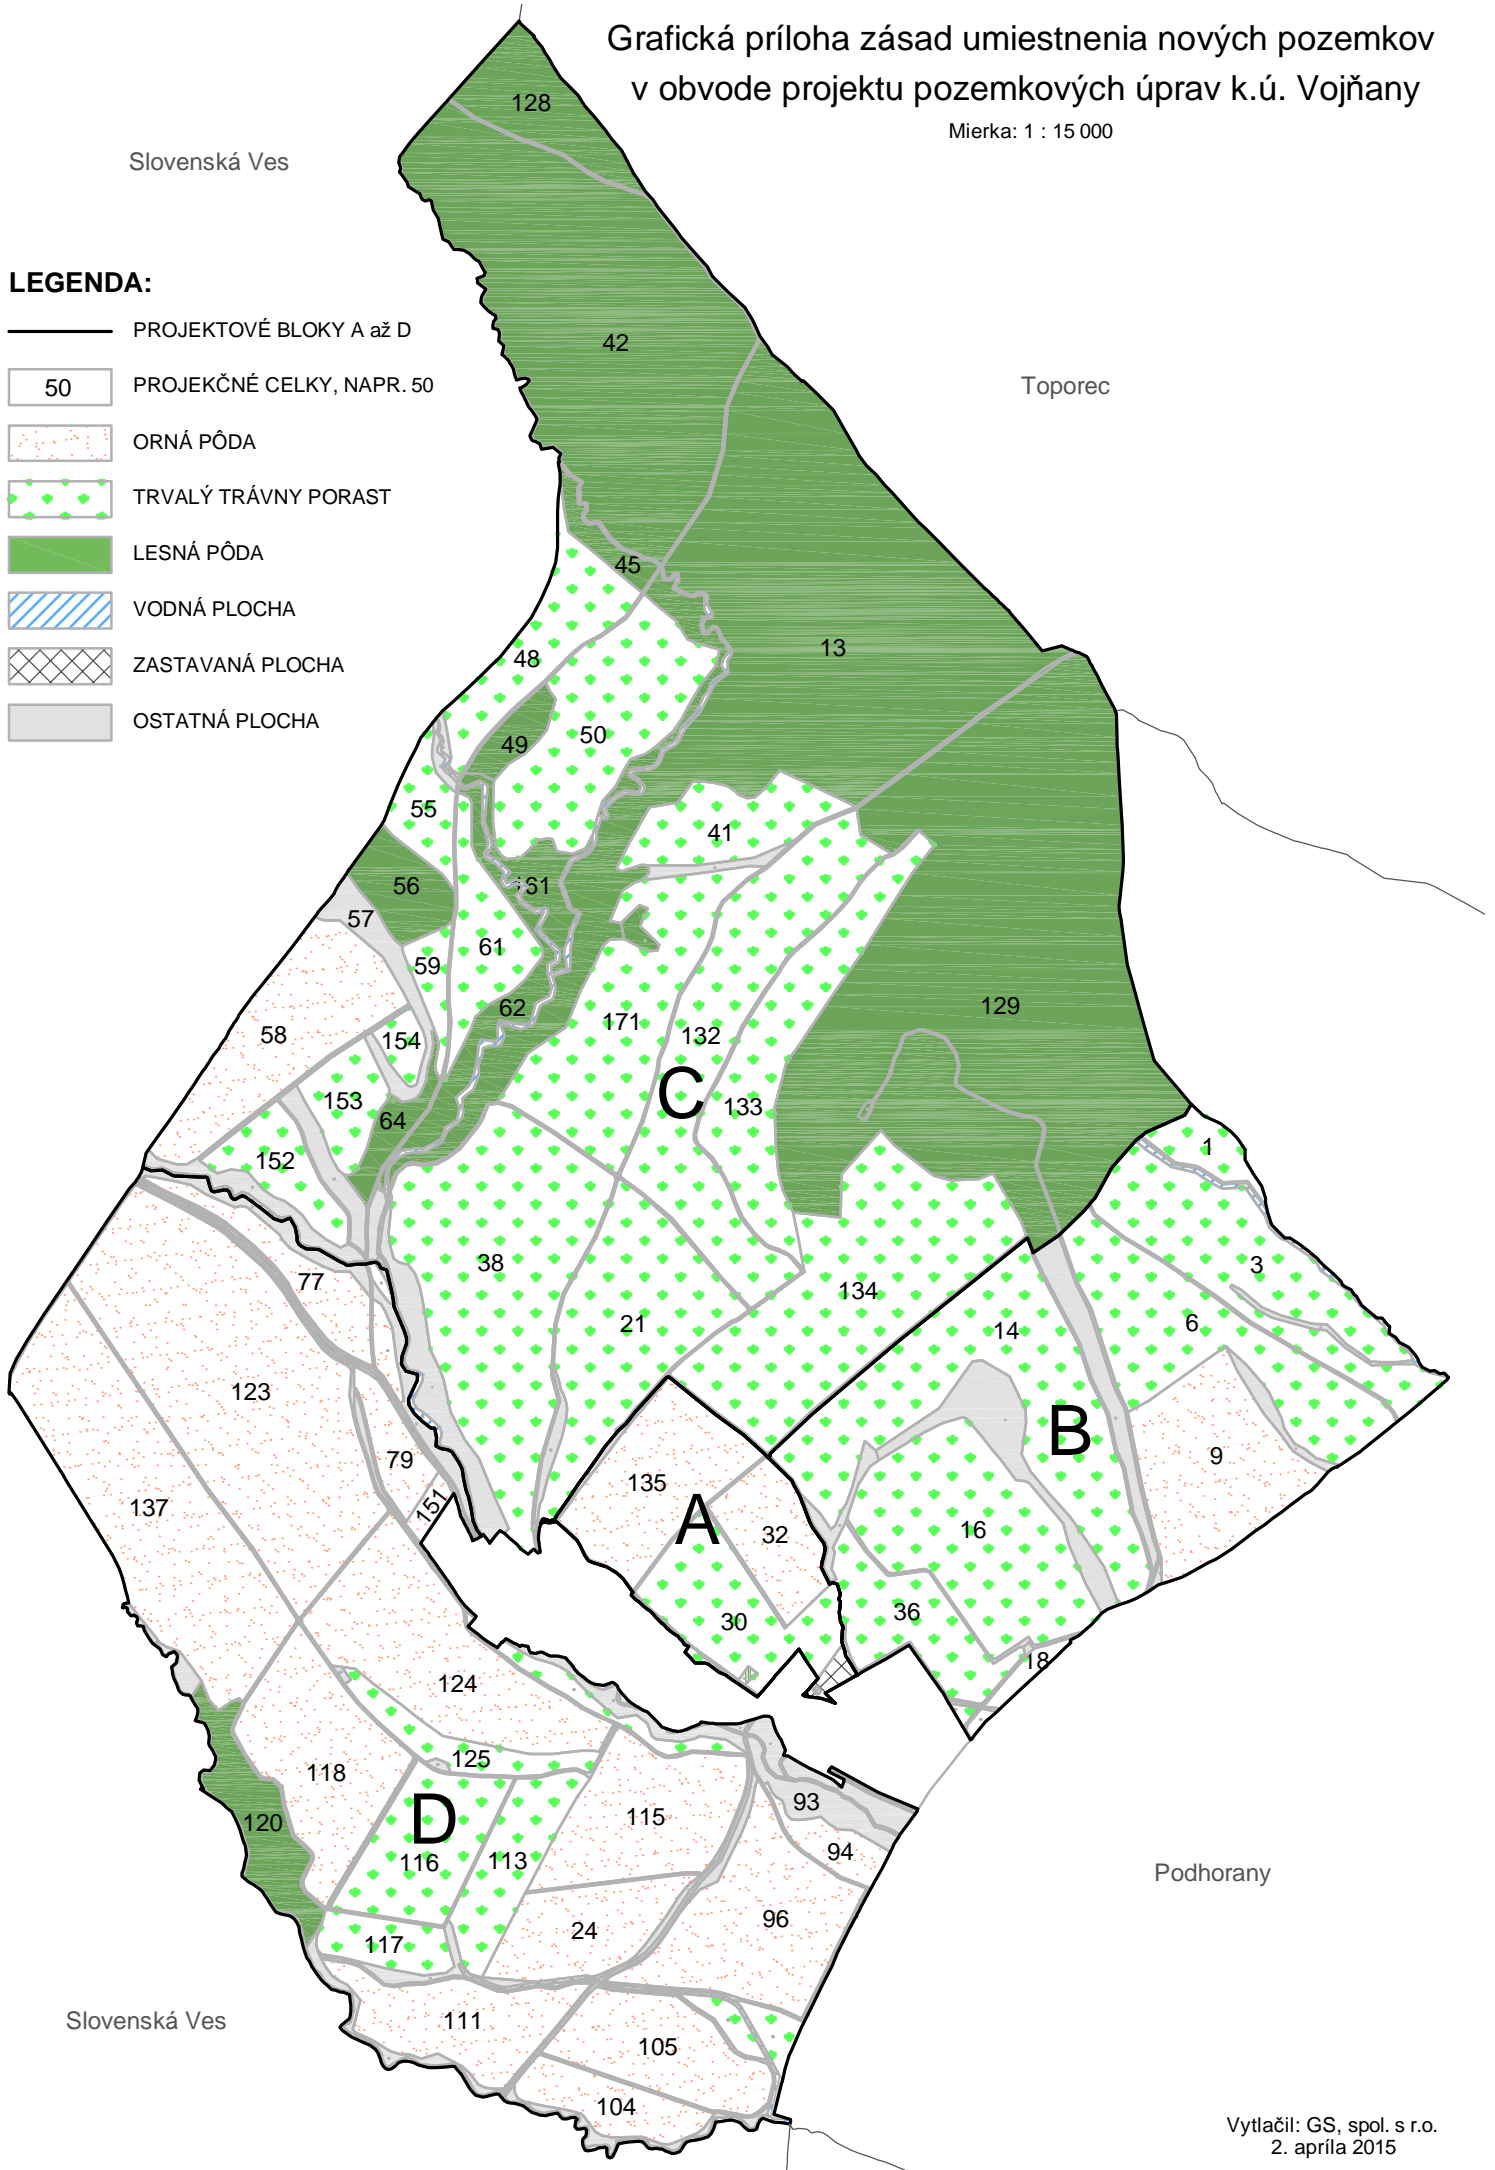 Grafická príloha zásad umiestnenia nových pozemkov
v obvode projektu pozemkových úprav k.ú. Vojňany
Mierka: 1 : 15 000
128
Slovenská Ves
LEGENDA:
PROJEKTOVÉ BLOKY A až D
50 PROJEKČNÉ CELKY, NAPR. 50
ORNÁ PÔDA
TRVALÝ TRÁVNY PORAST
LESNÁ PÔDA
VODNÁ PLOCHA
ZASTAVANÁ PLOCHA
OSTATNÁ PLOCHA
42
Toporec
45
13
48
49
50
55
41
56
161
57
61
59
62
129
58
154
171
132
C
153
133
64
152
1
38
77
3
134
21
14
6
123
B
79
9
135
137
151
A
32
16
30
36
18
124
125
118
115
93
D
120
94
116
113
Podhorany
96
24
117
Slovenská Ves
111
105
104
Vytlačil: GS, spol. s r.o.
2. apríla 2015